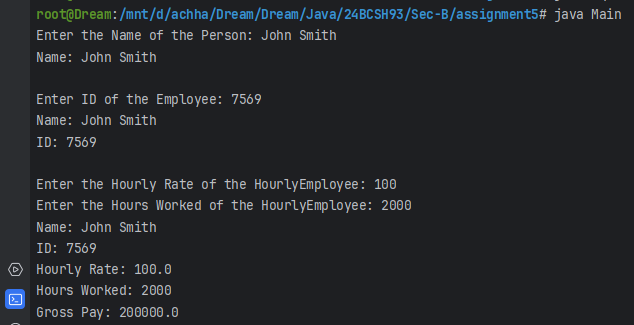 root@Dream:/mnt/d/achha/Dream/Dream/Java/24BCSH93/Sec-B/assignment5# java Main
Enter the Name of the Person: John Smith
Name: John Smith

Enter ID of the Employee: 7569
Name: John Smith
ID: 7569

Enter the Hourly Rate of the HourlyEmployee: 100
Enter the Hours Worked of the HourlyEmployee: 2000
Name: John Smith
ID: 7569
Hourly Rate: 100.0
Hours Worked: 2000
Gross Pay: 200000.0